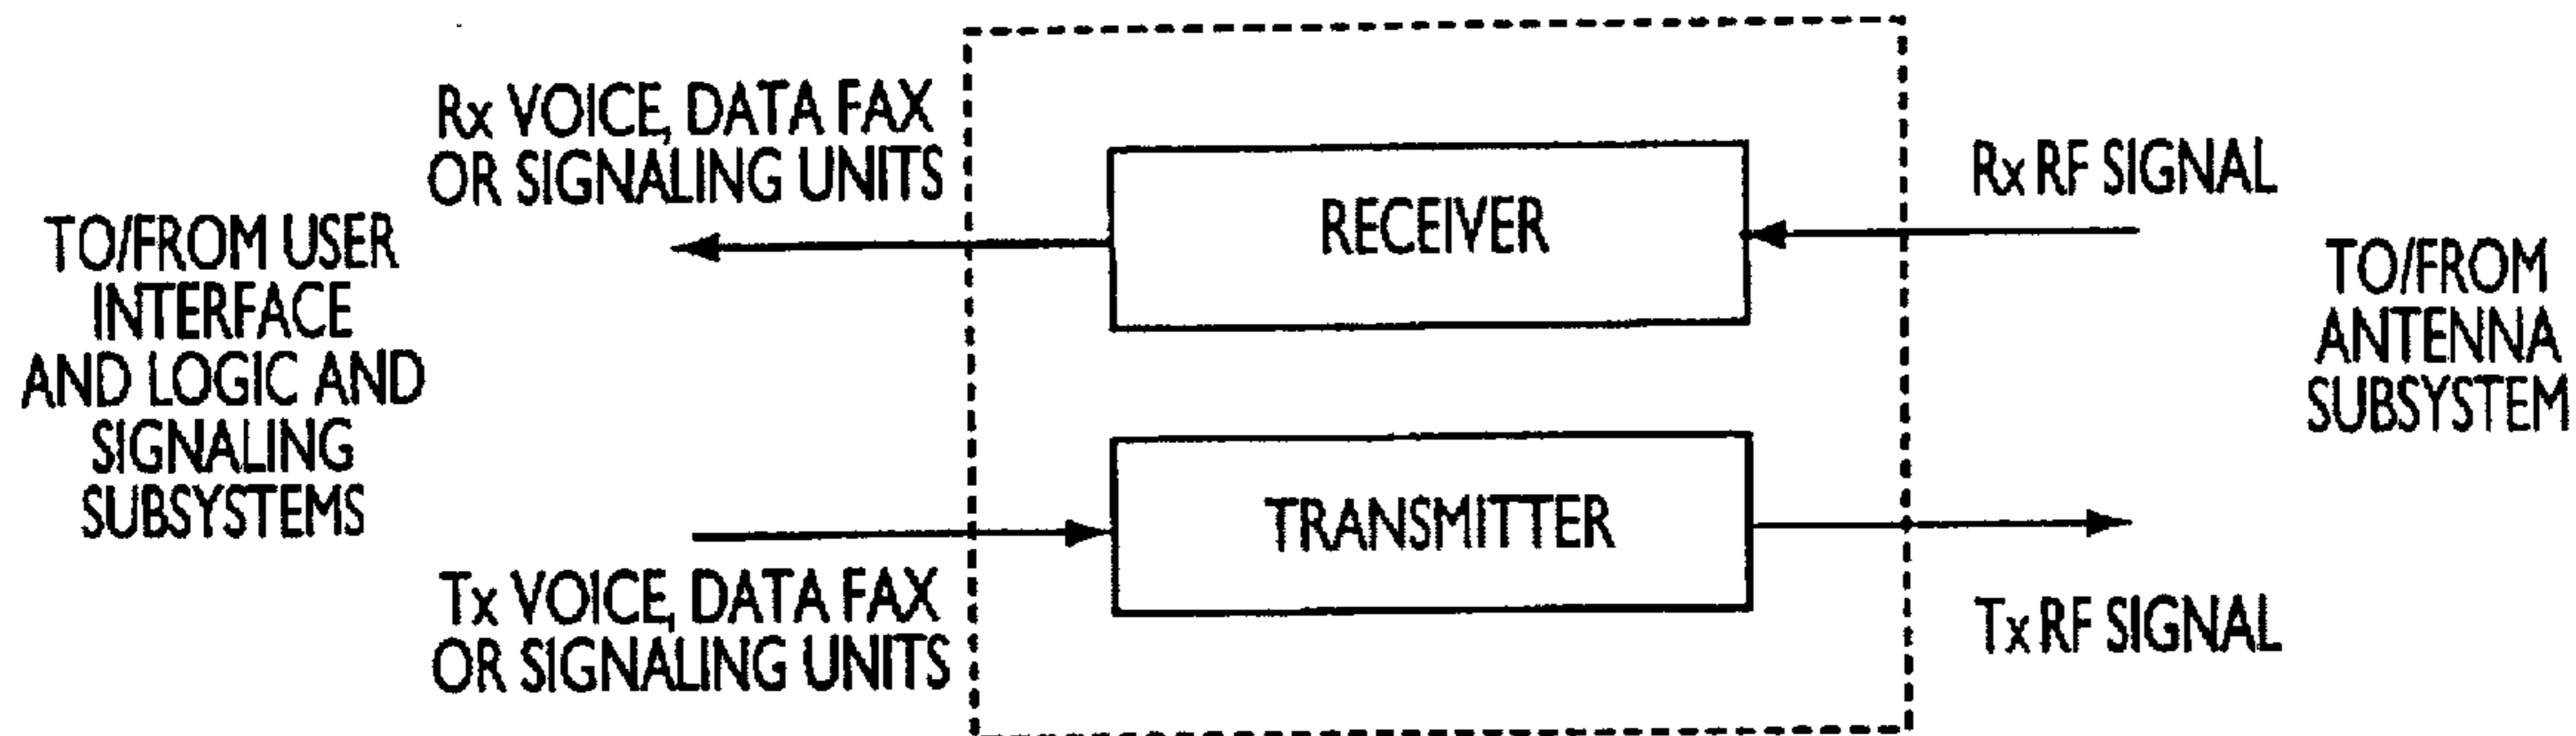 Rx VOICE, DATA FAX
OR SIGNALING UNITS
TO/FROM USER
INTERFACE
AND LOGIC AND
SIGNALING
SUBSYSTEMS
Tx VOICE, DATA FAX
OR SIGNALING UNITS
RECEIVER
TRANSMITTER
Rx RF SIGNAL
TO/FROM
ANTENNA
SUBSYSTEM
Tx RF SIGNAL